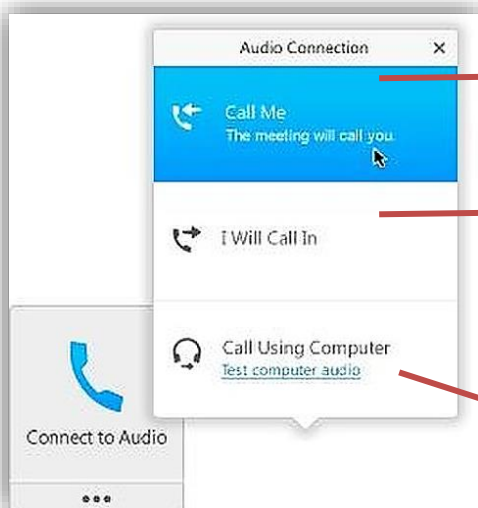 Audio Connection
Call Me
The meeting will call you.
I Will Call In
Call Using Computer
Test computer audio
Connect to Audio